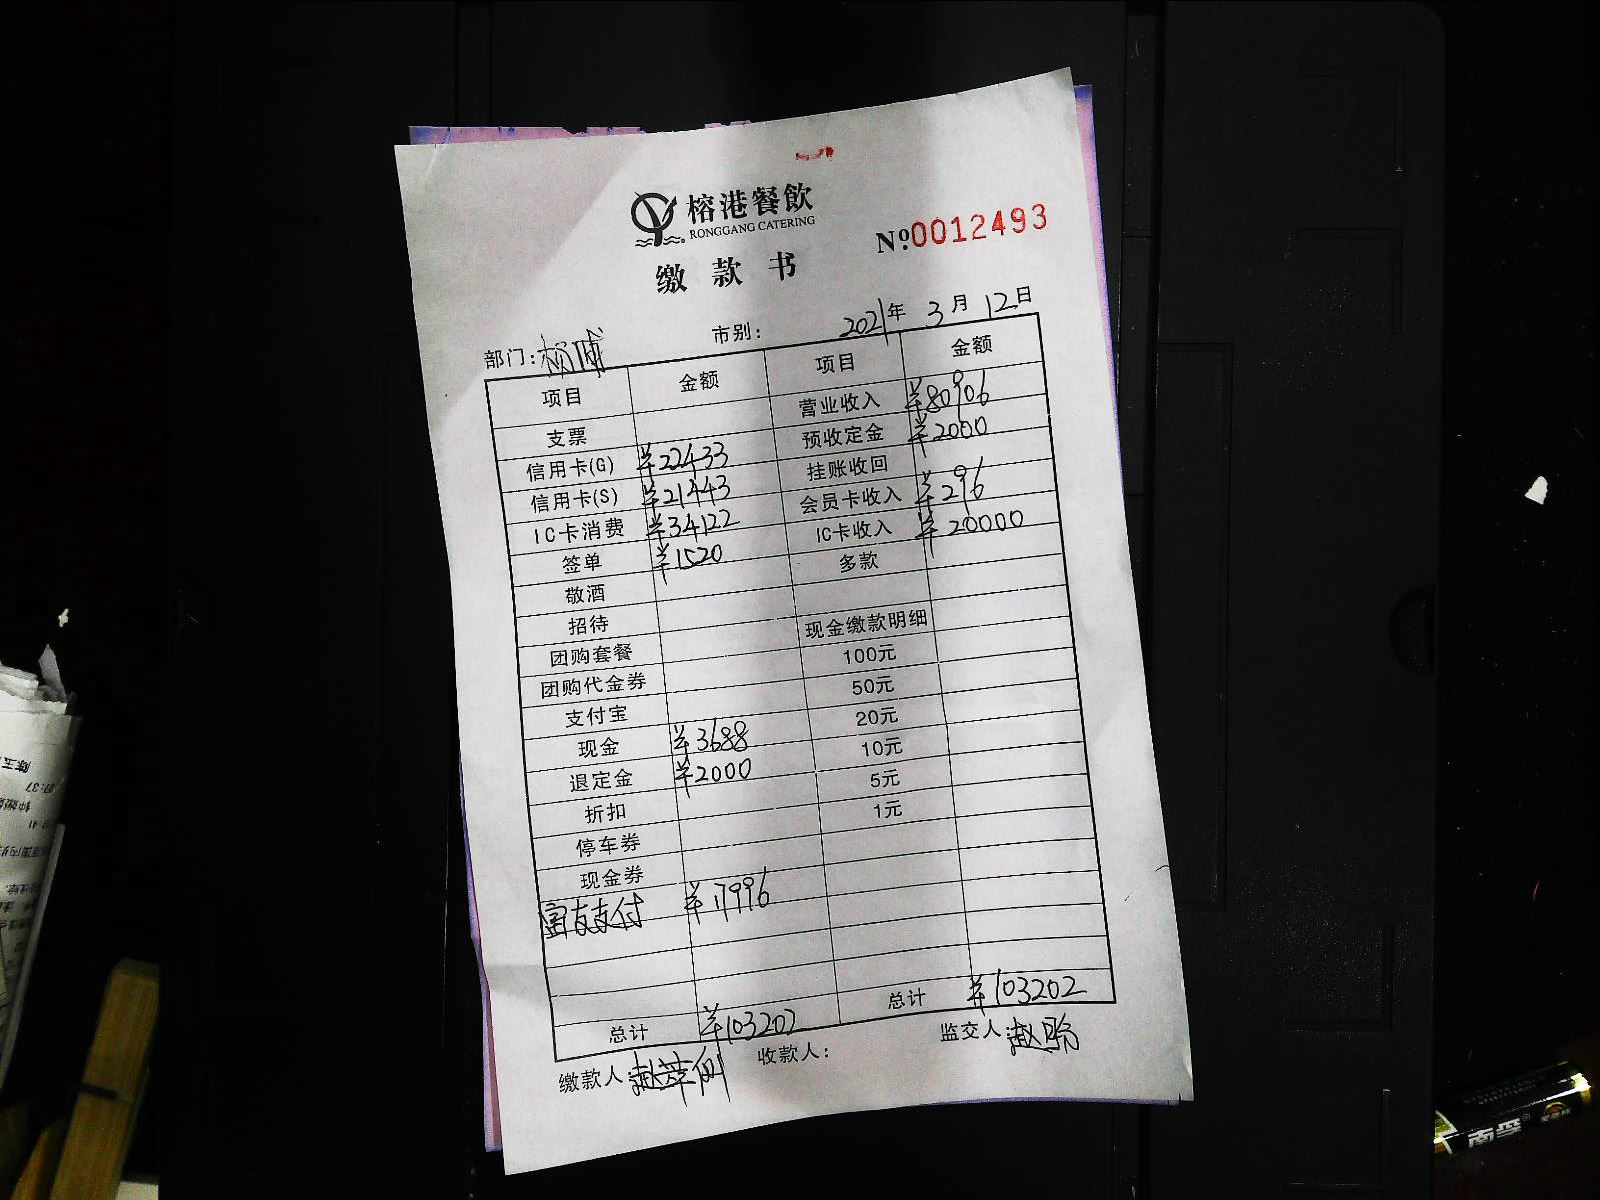 榕港餐飲
RONGGANG CATERING
№0012493
缴款书
部门: 市别: 2021年3月12日
项目 金额 项目 金额
支票 营业收入 ¥80906
信用卡(G) ¥22433 预收定金 ¥2000
信用卡(S) ¥21443 挂账收回
IC卡消费 ¥34122 会员卡收入 ¥296
签单 ¥1520 IC卡收入 ¥20000
敬酒 多款
招待
团购套餐 现金缴款明细
团购代金券 100元
支付宝 50元
现金 ¥3688 20元
退定金 ¥2000 10元
折扣 5元
停车券 1元
现金券
富友支付 ¥17996
总计 ¥103202 总计 ¥103202
缴款人: 收款人: 监交人: